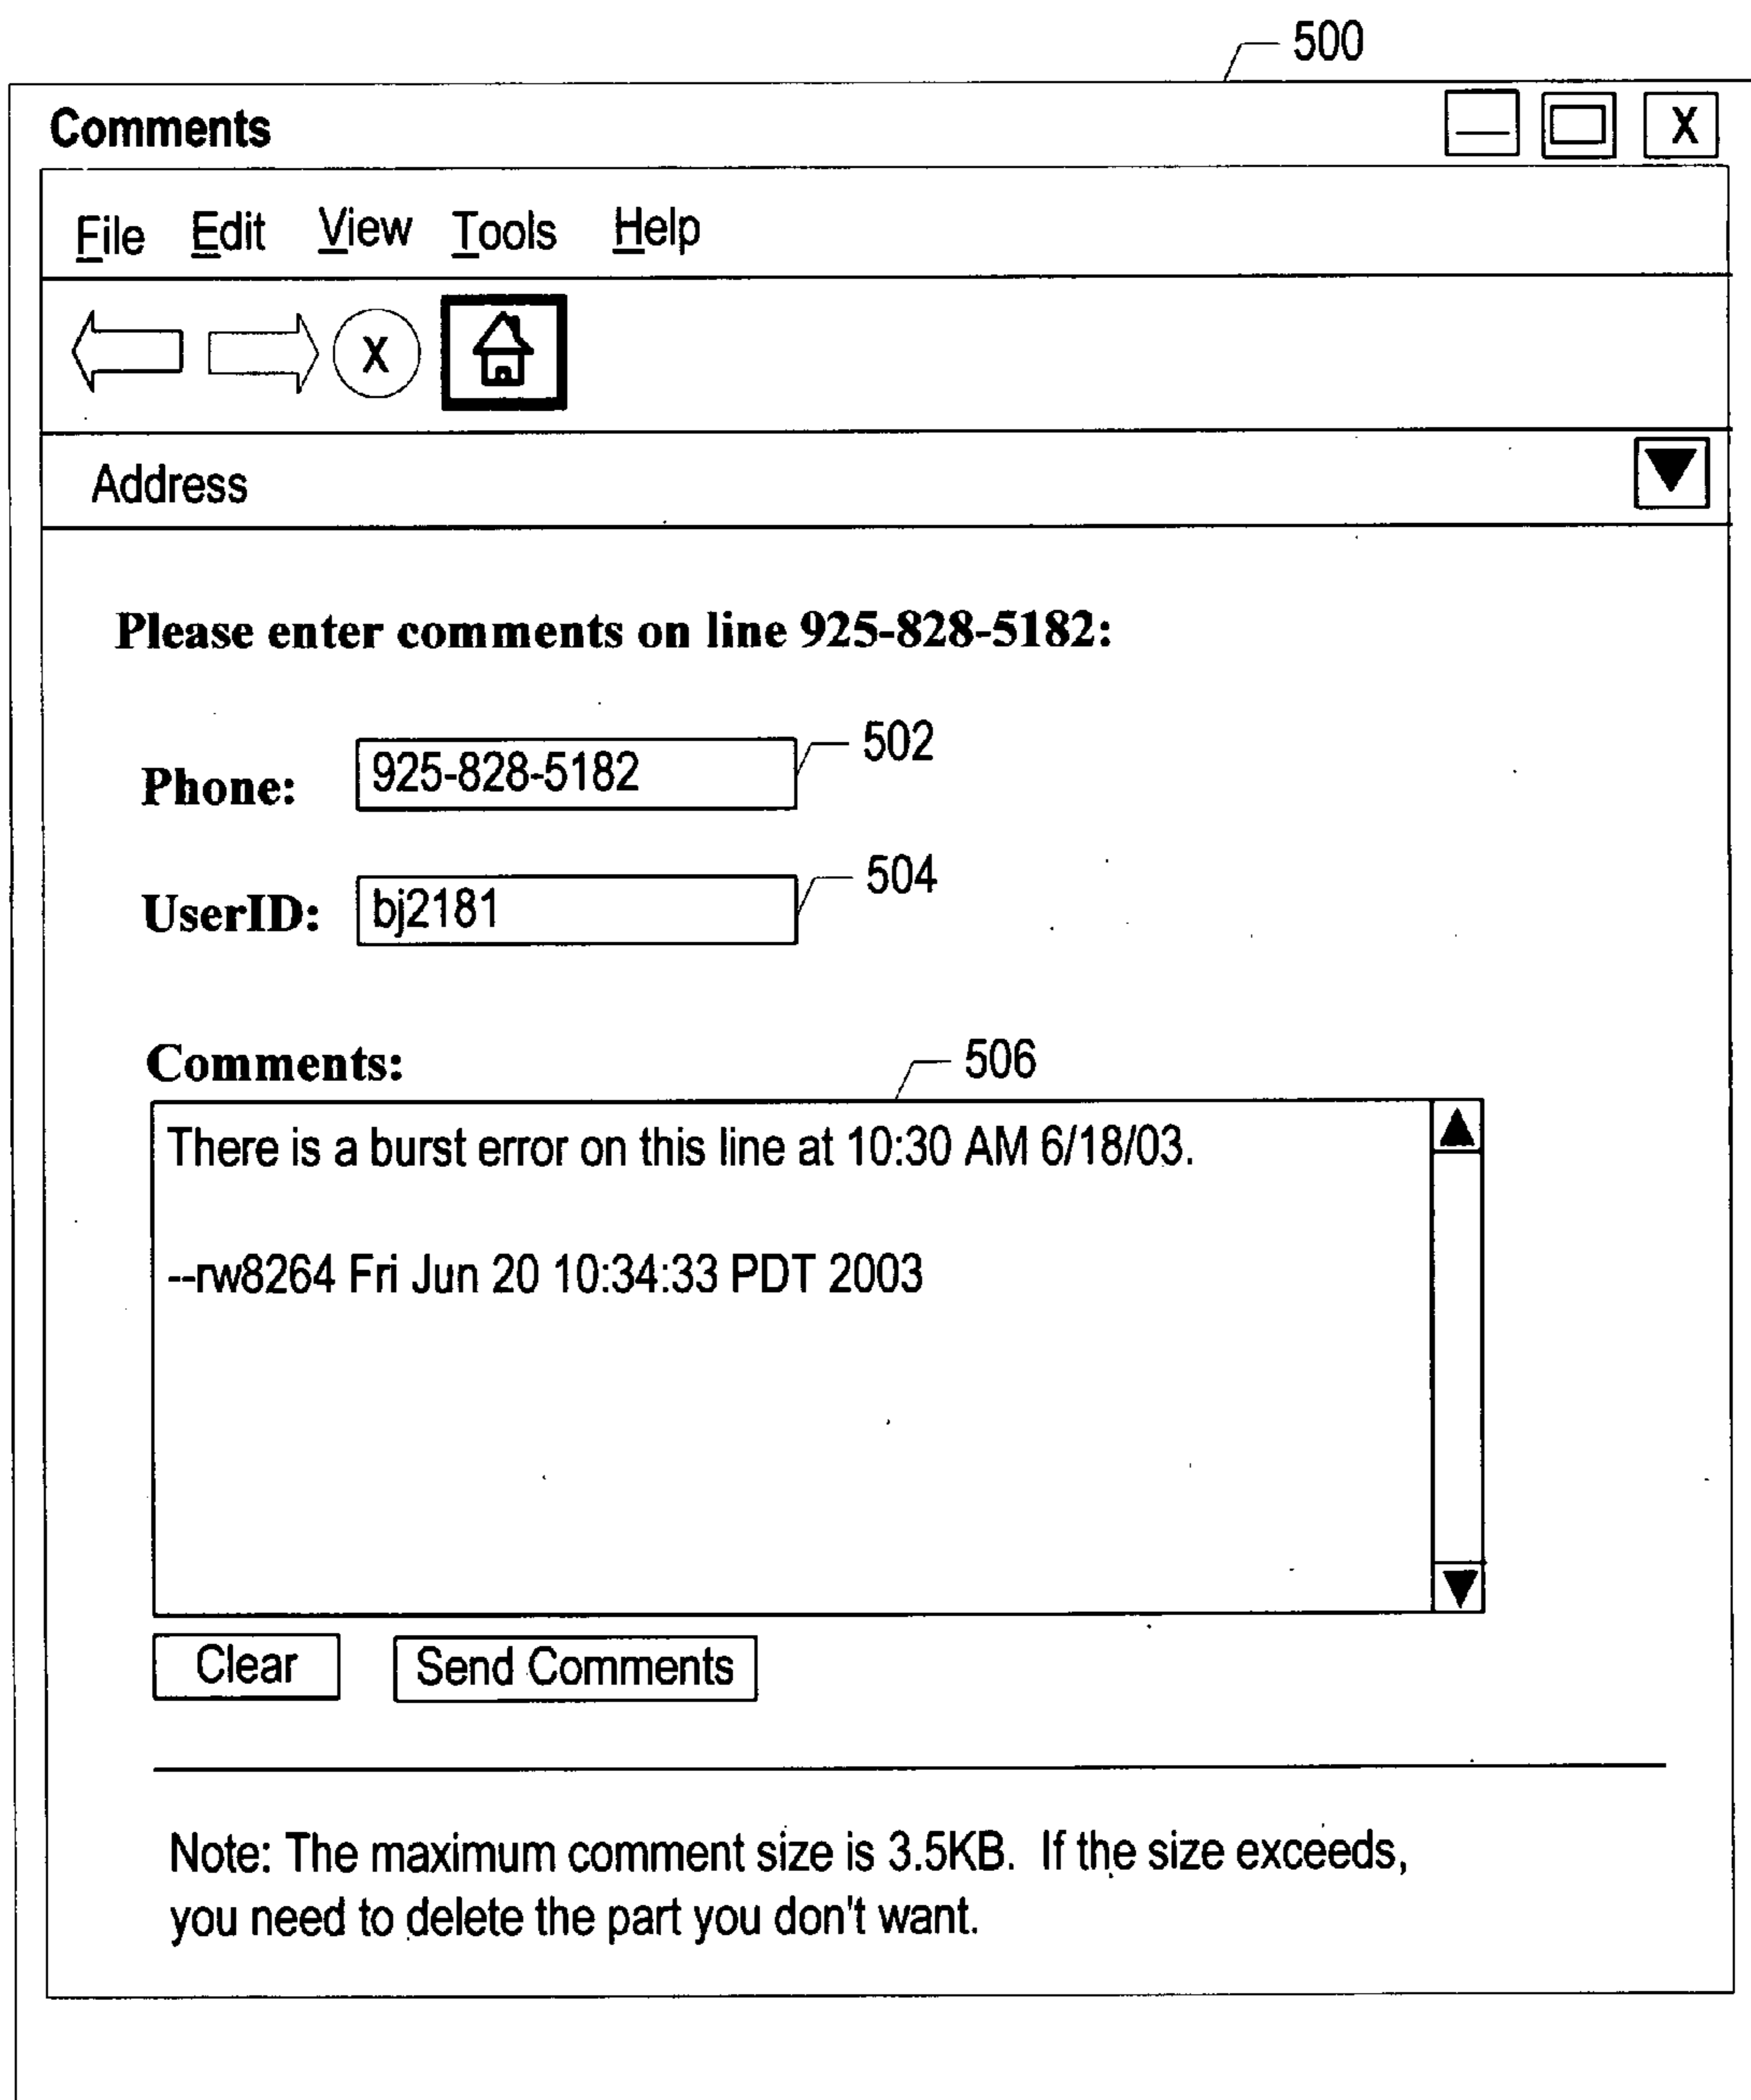 500
Comments X
File Edit View Tools Help
X
Address
Please enter comments on line 925-828-5182:
Phone: 925-828-5182 502
UserID: bj2181 504
Comments: 506
There is a burst error on this line at 10:30 AM 6/18/03.
--rw8264 Fri Jun 20 10:34:33 PDT 2003
Clear Send Comments
Note: The maximum comment size is 3.5KB. If the size exceeds,
you need to delete the part you don't want.